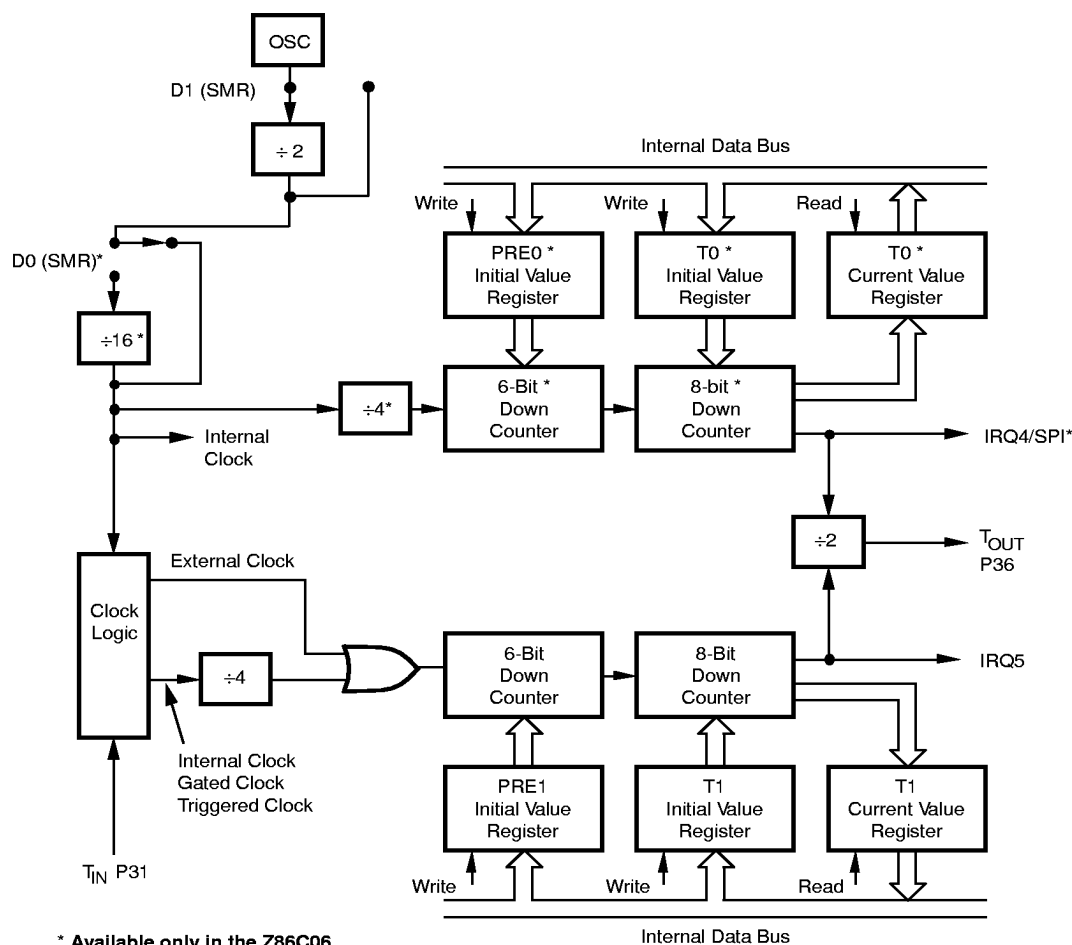 OSC
D1 (SMR)
÷ 2
Internal Data Bus
Write
Write
Read
D0 (SMR)*
PRE0 *
Initial Value
Register
T0 *
Initial Value
Register
T0 *
Current Value
Register
÷16 *
÷4*
6-Bit *
Down
Counter
8-bit *
Down
Counter
Internal
Clock
IRQ4/SPI*
÷2
TOUT
P36
External Clock
Clock
Logic
÷4
6-Bit
Down
Counter
8-Bit
Down
Counter
IRQ5
Internal Clock
Gated Clock
Triggered Clock
PRE1
Initial Value
Register
T1
Initial Value
Register
T1
Current Value
Register
TIN P31
Write
Write
Read
Internal Data Bus
* Available only in the Z86C06